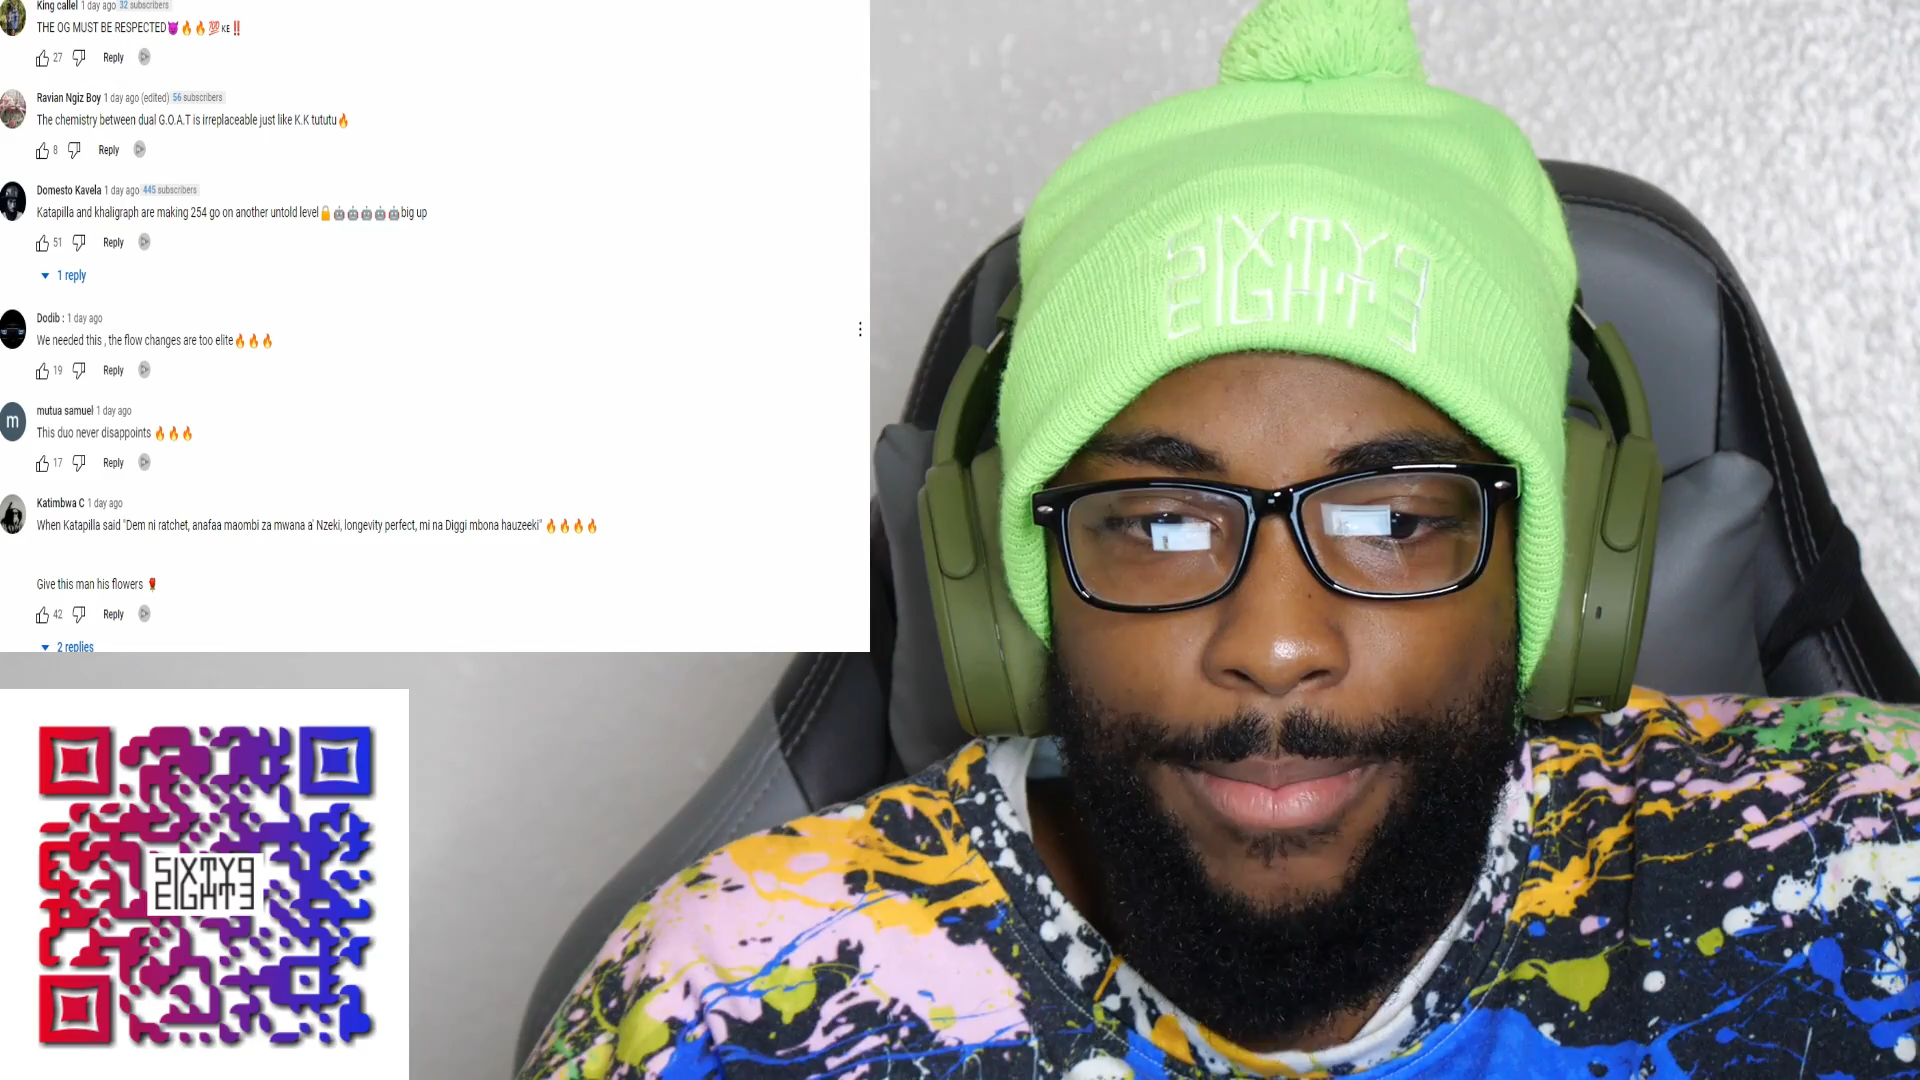 King callel 1 day ago 32 subscribers
THE OG MUST BE RESPECTED😈🔥🔥💯KE‼️
27 Reply
Ravian Ngiz Boy 1 day ago (edited) 56 subscribers
The chemistry between dual G.O.A.T is irreplaceable just like K.K tututu🔥
8 Reply
Domesto Kavela 1 day ago 445 subscribers
Katapilla and khaligraph are making 254 go on another untold level🔒🤖🤖🤖🤖🤖big up
51 Reply
1 reply
Dodib : 1 day ago
We needed this , the flow changes are too elite🔥🔥🔥
19 Reply
m
mutua samuel 1 day ago
This duo never disappoints 🔥🔥🔥
17 Reply
Katimbwa C 1 day ago
When Katapilla said "Dem ni ratchet, anafaa maombi za mwana a' Nzeki, longevity perfect, mi na Diggi mbona hauzeeki" 🔥🔥🔥🔥
Give this man his flowers 🌹
42 Reply
2 replies
SIXTY
EIGHT
SIXTY
EIGHT